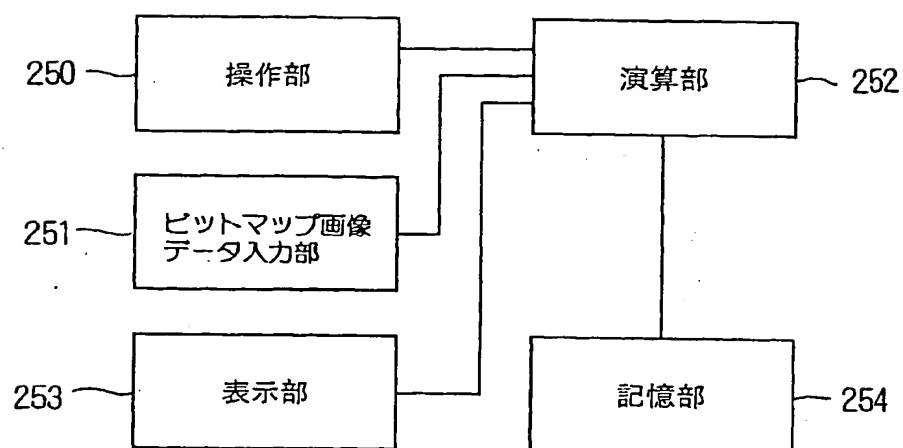 250
操作部
演算部
252
251
ビットマップ画像
データ入力部
253
表示部
記憶部
254